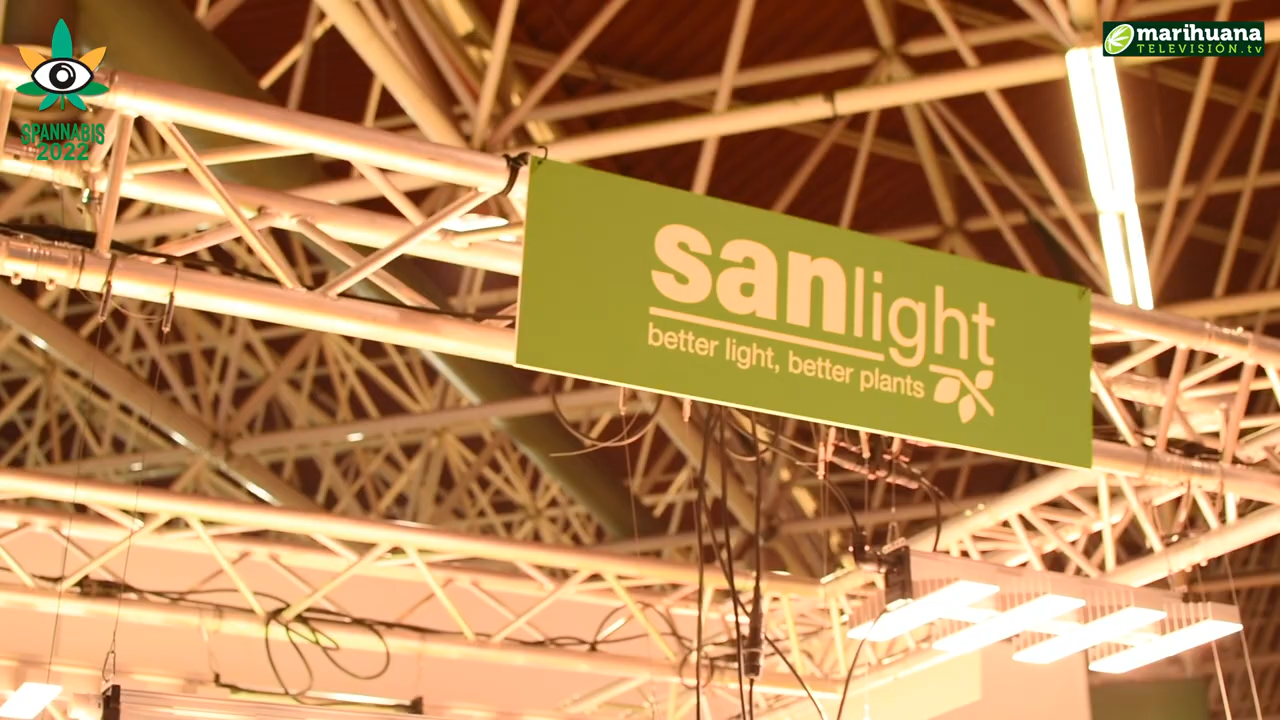 SPANNABIS
2022
marihuana
TELEVISIÓN.tv
sanlight
better light, better plants